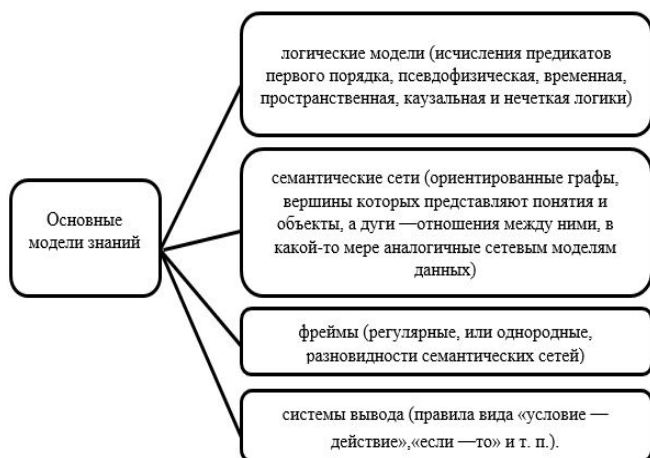 Основные
модели знаний
логические модели (исчисления предикатов
первого порядка, псевдофизическая, временная,
пространственная, каузальная и нечеткая логики)
семантические сети (ориентированные графы,
вершины которых представляют понятия и
объекты, а дуги —отношения между ними, в
какой-то мере аналогичные сетевым моделям
данных)
фреймы (регулярные, или однородные,
разновидности семантических сетей)
системы вывода (правила вида «условие —
действие»,«если —то» и т. п.).